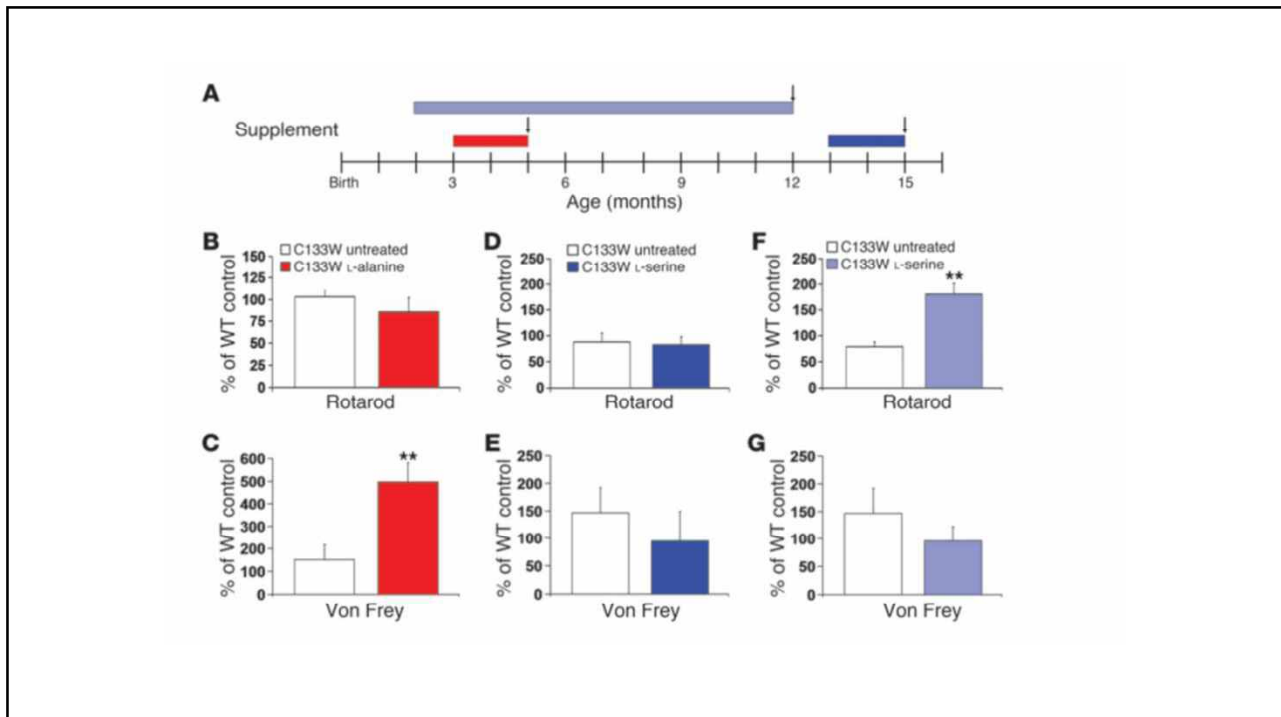 A
Supplement
Birth 3 6 9 12 15
Age (months)
B
C133W untreated
C133W L-alanine
% of WT control
150
125
100
75
50
25
0
Rotarod
D
C133W untreated
C133W L-serine
% of WT control
250
200
150
100
50
0
Rotarod
F
C133W untreated
C133W L-serine
**
% of WT control
250
200
150
100
50
0
Rotarod
C
**
% of WT control
600
500
400
300
200
100
0
Von Frey
E
% of WT control
250
200
150
100
50
0
Von Frey
G
% of WT control
250
200
150
100
50
0
Von Frey